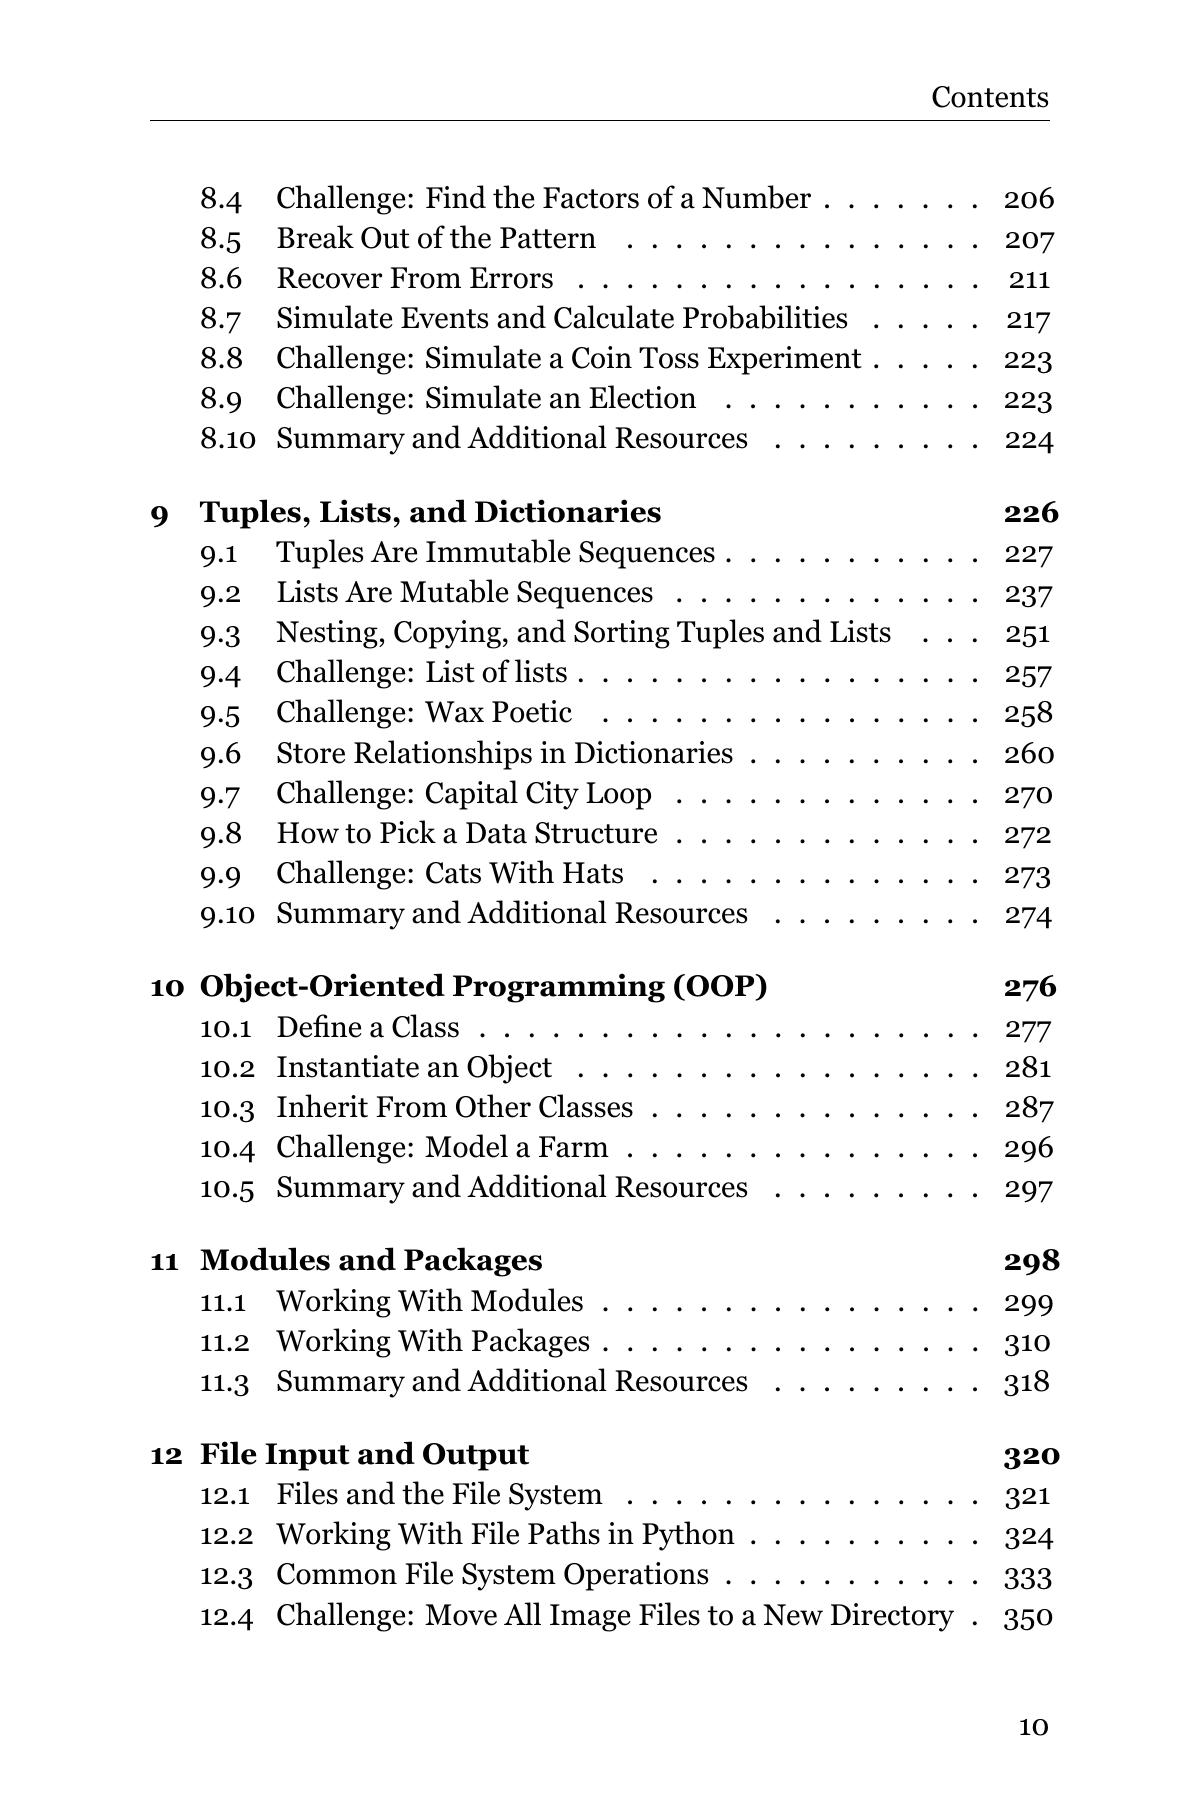 Contents
8.4 Challenge: Find the Factors of a Number . . . . . . . 206
8.5 Break Out of the Pattern . . . . . . . . . . . . . . . 207
8.6 Recover From Errors . . . . . . . . . . . . . . . . . 211
8.7 Simulate Events and Calculate Probabilities . . . . . 217
8.8 Challenge: Simulate a Coin Toss Experiment . . . . . 223
8.9 Challenge: Simulate an Election . . . . . . . . . . . 223
8.10 Summary and Additional Resources . . . . . . . . . 224
9 Tuples, Lists, and Dictionaries 226
9.1 Tuples Are Immutable Sequences . . . . . . . . . . . 227
9.2 Lists Are Mutable Sequences . . . . . . . . . . . . . 237
9.3 Nesting, Copying, and Sorting Tuples and Lists . . . 251
9.4 Challenge: List of lists . . . . . . . . . . . . . . . . . 257
9.5 Challenge: Wax Poetic . . . . . . . . . . . . . . . . 258
9.6 Store Relationships in Dictionaries . . . . . . . . . . 260
9.7 Challenge: Capital City Loop . . . . . . . . . . . . . 270
9.8 How to Pick a Data Structure . . . . . . . . . . . . . 272
9.9 Challenge: Cats With Hats . . . . . . . . . . . . . . 273
9.10 Summary and Additional Resources . . . . . . . . . 274
10 Object-Oriented Programming (OOP) 276
10.1 Define a Class . . . . . . . . . . . . . . . . . . . . . 277
10.2 Instantiate an Object . . . . . . . . . . . . . . . . . 281
10.3 Inherit From Other Classes . . . . . . . . . . . . . . 287
10.4 Challenge: Model a Farm . . . . . . . . . . . . . . . 296
10.5 Summary and Additional Resources . . . . . . . . . 297
11 Modules and Packages 298
11.1 Working With Modules . . . . . . . . . . . . . . . . 299
11.2 Working With Packages . . . . . . . . . . . . . . . . 310
11.3 Summary and Additional Resources . . . . . . . . . 318
12 File Input and Output 320
12.1 Files and the File System . . . . . . . . . . . . . . . 321
12.2 Working With File Paths in Python . . . . . . . . . . 324
12.3 Common File System Operations . . . . . . . . . . . 333
12.4 Challenge: Move All Image Files to a New Directory . 350
10